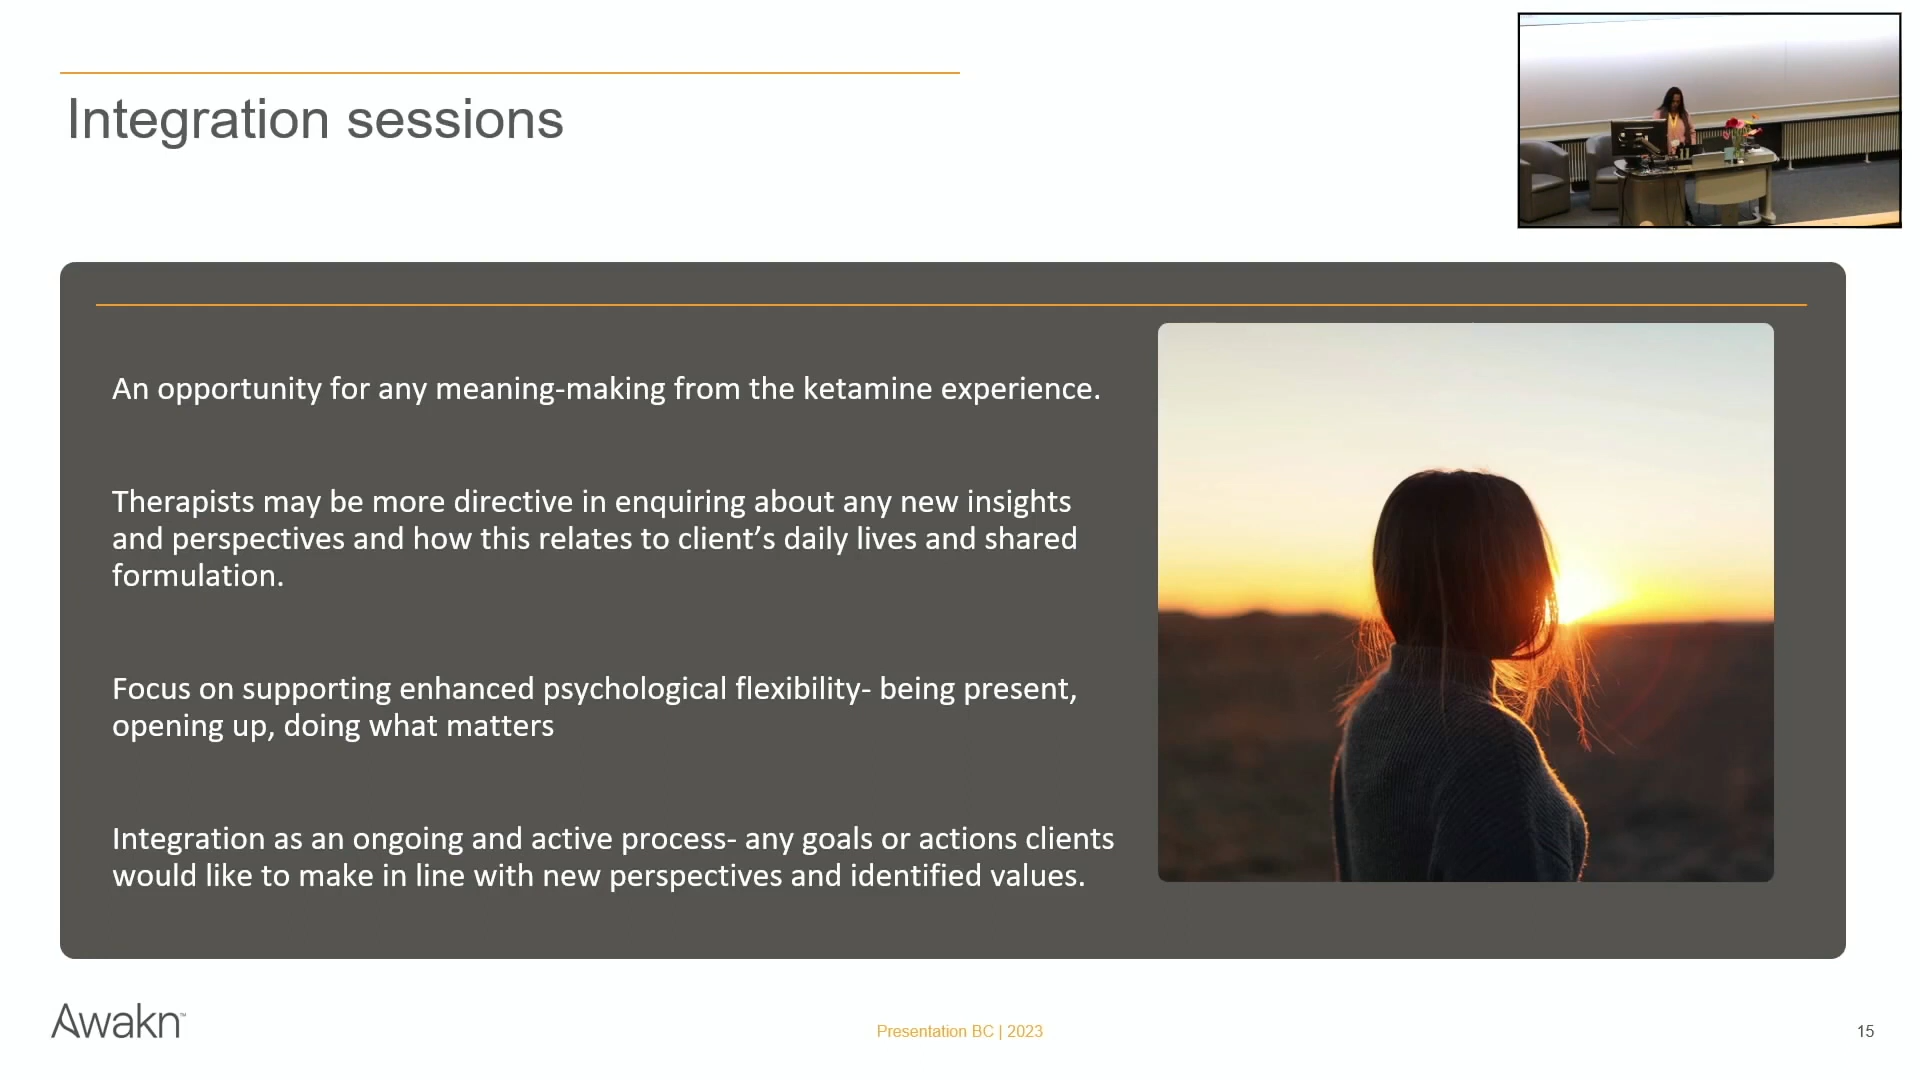 Integration sessions
An opportunity for any meaning-making from the ketamine experience.
Therapists may be more directive in enquiring about any new insights
and perspectives and how this relates to client’s daily lives and shared
formulation.
Focus on supporting enhanced psychological flexibility- being present,
opening up, doing what matters
Integration as an ongoing and active process- any goals or actions clients
would like to make in line with new perspectives and identified values.
Awakn™
Presentation BC | 2023
15